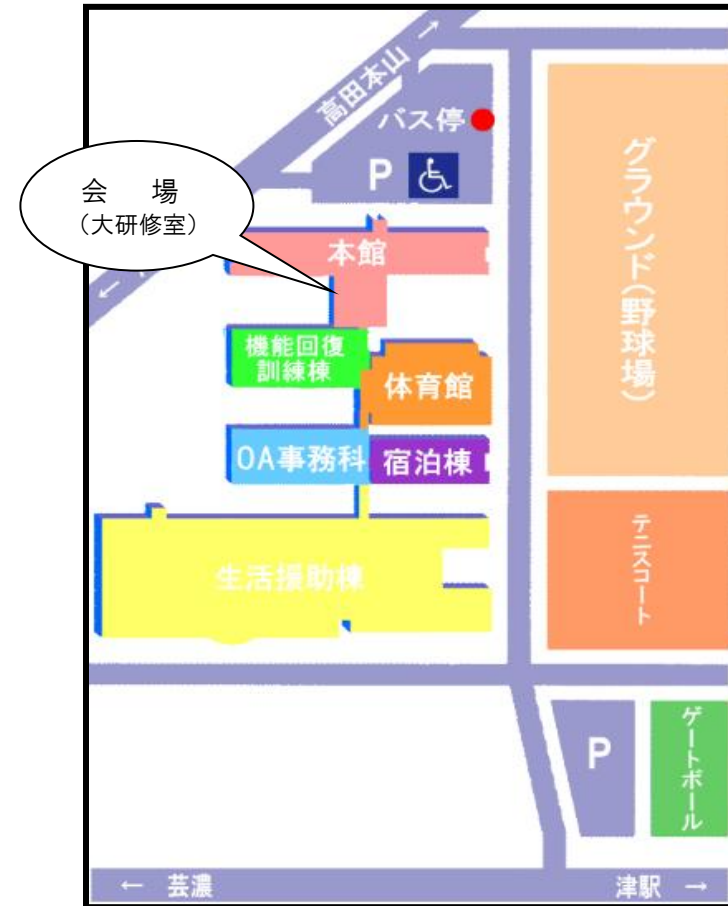 高田本山 →
バス停
P
会　場
（大研修室）
本館
←
機能回復
訓練棟
体育館
OA事務科
宿泊棟
生活援助棟
グラウンド（野球場）
テニスコート
P
ゲートボール
← 芸濃
津駅 →